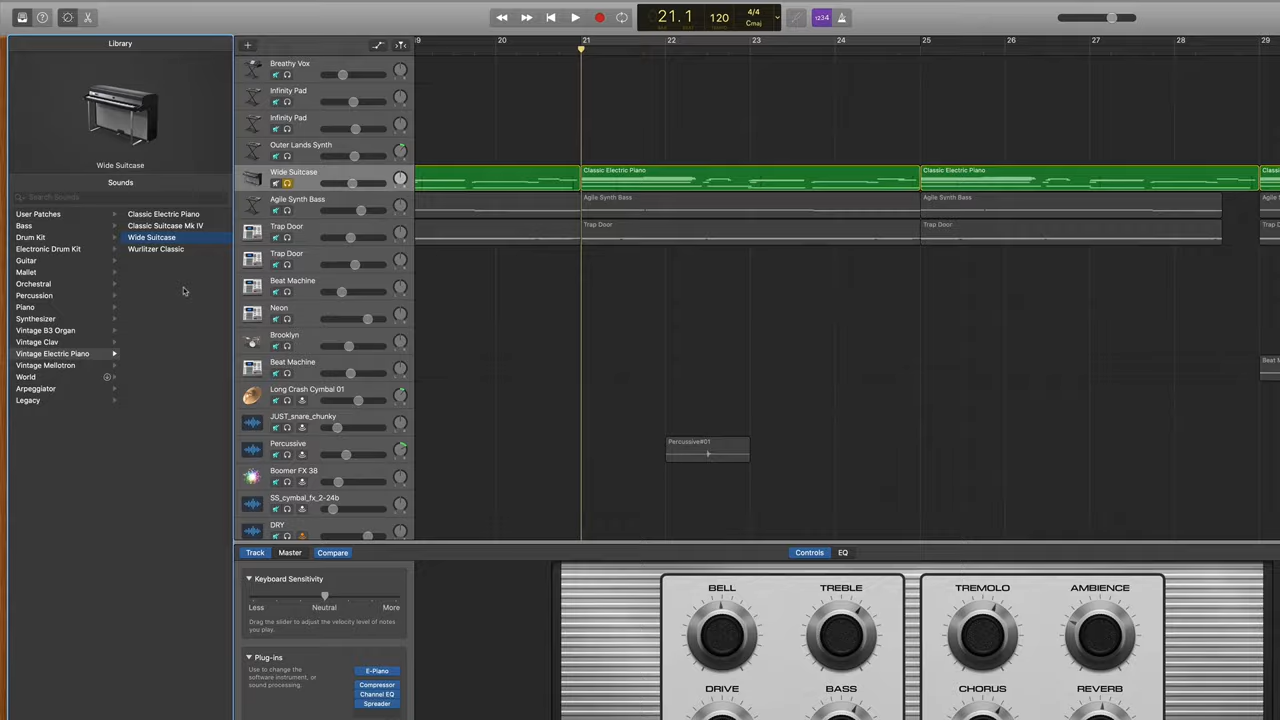 21.1
120
4/4
Cmaj
1234
Library
Wide Suitcase
Sounds
Search Sounds
User Patches
Bass
Drum Kit
Electronic Drum Kit
Guitar
Mallet
Orchestral
Percussion
Piano
Synthesizer
Vintage B3 Organ
Vintage Clav
Vintage Electric Piano
Vintage Mellotron
World
Arpeggiator
Legacy
Classic Electric Piano
Classic Suitcase Mk IV
Wide Suitcase
Wurlitzer Classic
19 20 21 22 23 24 25 26 27 28 29
Breathy Vox
Infinity Pad
Infinity Pad
Outer Lands Synth
Wide Suitcase
Agile Synth Bass
Trap Door
Trap Door
Beat Machine
Neon
Brooklyn
Beat Machine
Long Crash Cymbal 01
JUST_snare_chunky
Percussive
Boomer FX 38
SS_cymbal_fx_2-24b
DRY
Classic Electric Piano Classic Electric Piano Classi
Agile Synth Bass Agile Synth Bass Agile S
Trap Door Trap Door Trap D
Beat M
Percussive#01
Track Master Compare
Controls EQ
Keyboard Sensitivity
Less Neutral More
Drag the slider to adjust the velocity level of notes
you play.
Plug-ins
Use to change the
software instrument, or
sound processing.
E-Piano
Compressor
Channel EQ
Spreader
BELL TREBLE TREMOLO AMBIENCE
DRIVE BASS CHORUS REVERB